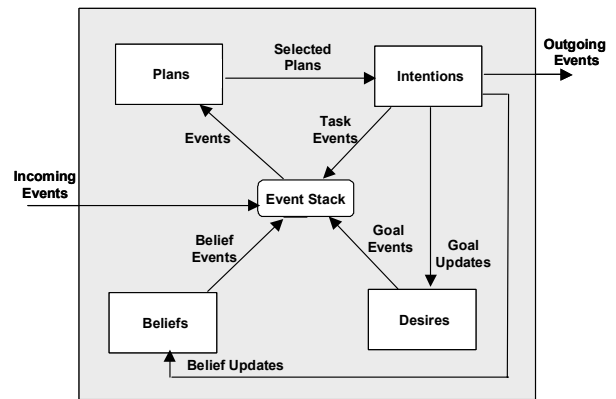 Selected
Plans
Outgoing
Events
Plans
Intentions
Events
Task
Events
Incoming
Events
Event Stack
Belief
Events
Goal
Events
Goal
Updates
Beliefs
Desires
Belief Updates